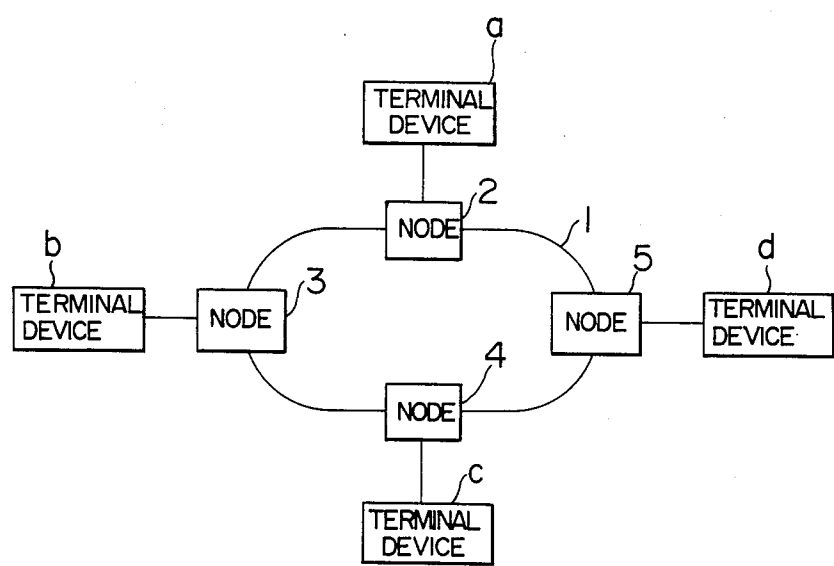 a
TERMINAL
DEVICE
2
NODE
1
b
3
5
d
TERMINAL
DEVICE
NODE
NODE
TERMINAL
DEVICE
4
NODE
c
TERMINAL
DEVICE